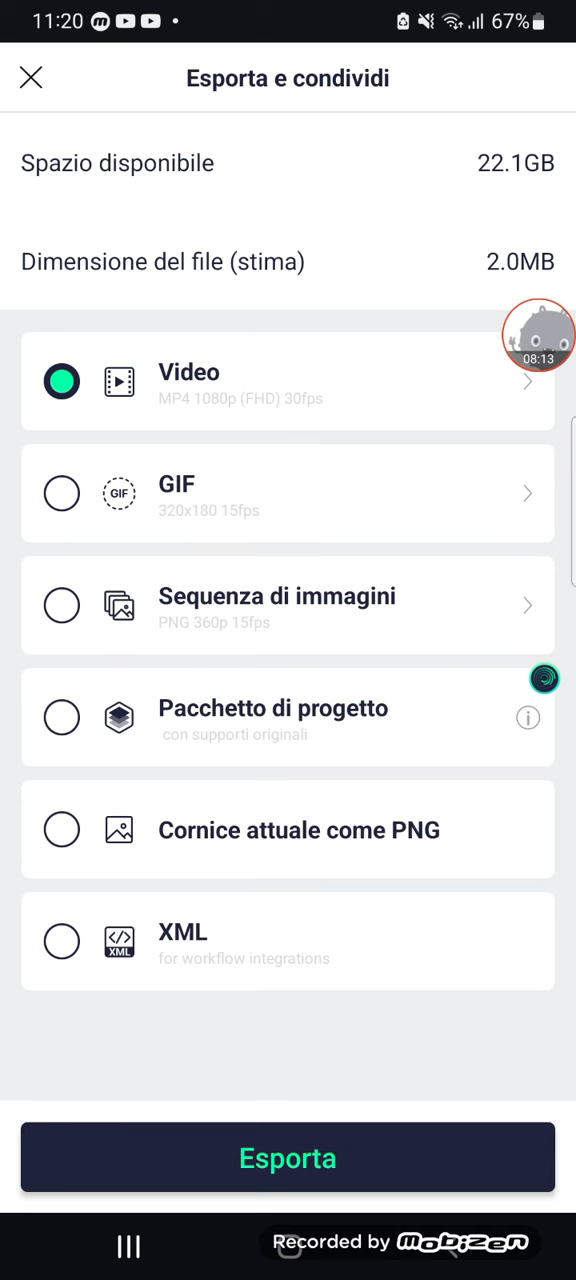 11:20 67%
Esporta e condividi
Spazio disponibile 22.1GB
Dimensione del file (stima) 2.0MB
08:13
Video
MP4 1080p (FHD) 30fps
GIF
GIF
320x180 15fps
Sequenza di immagini
PNG 360p 15fps
Pacchetto di progetto
con supporti originali
Cornice attuale come PNG
XML
XML
for workflow integrations
Esporta
Recorded by mobizen